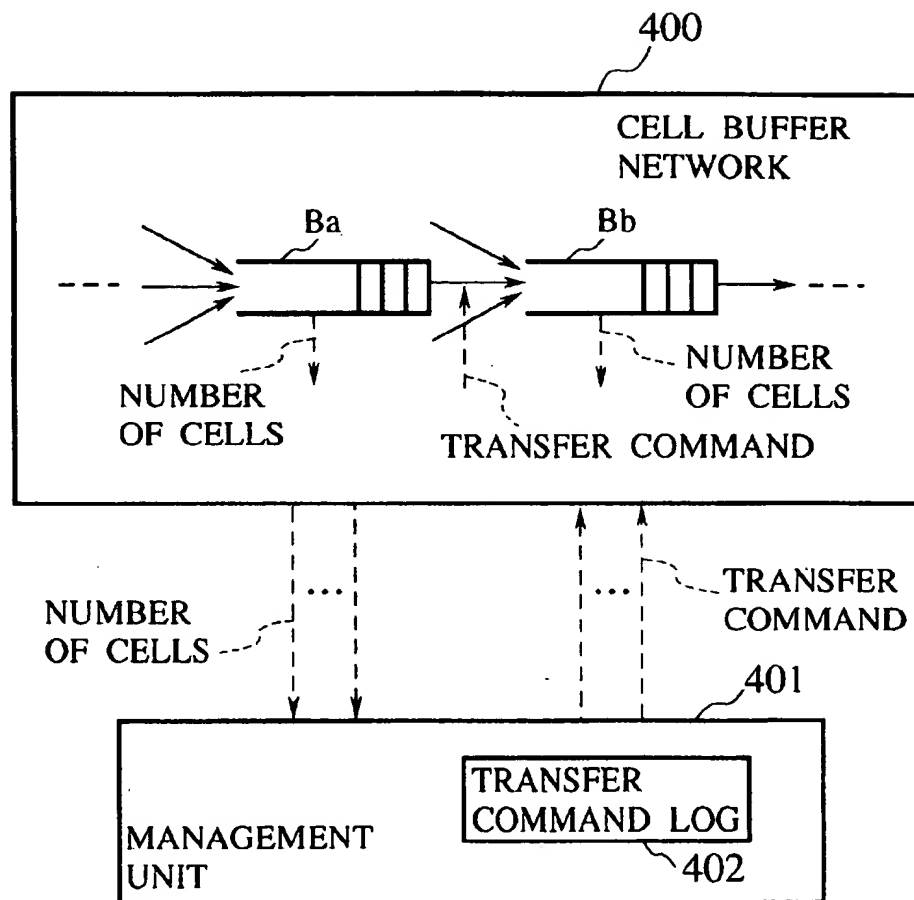 400
CELL BUFFER
NETWORK
Ba
Bb
NUMBER
OF CELLS
NUMBER
OF CELLS
TRANSFER COMMAND
NUMBER
OF CELLS
TRANSFER
COMMAND
401
TRANSFER
COMMAND LOG
402
MANAGEMENT
UNIT